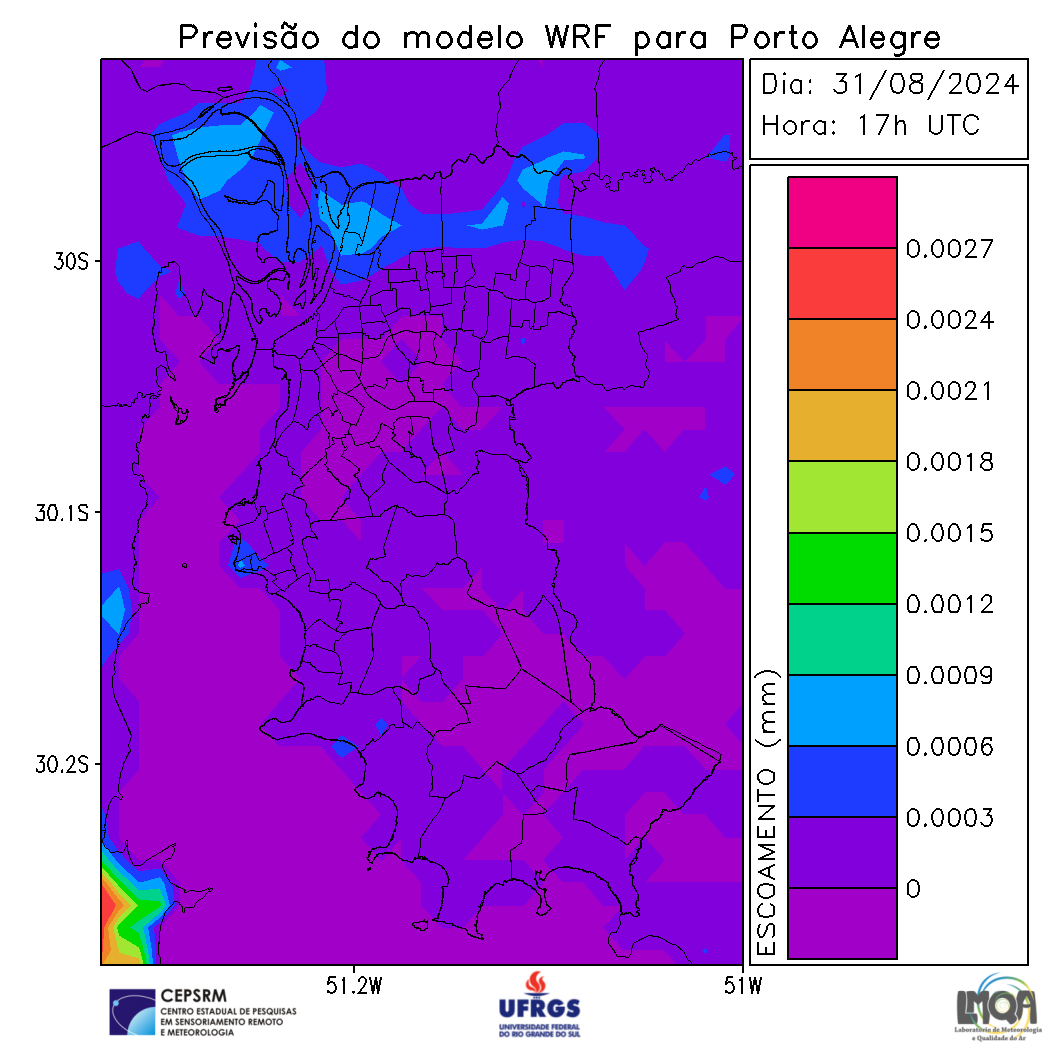 Previsão do modelo WRF para Porto Alegre
Dia: 31/08/2024
Hora: 17h UTC
30S
30.1S
30.2S
51.2W
51W
ESCOAMENTO (mm)
0.0027
0.0024
0.0021
0.0018
0.0015
0.0012
0.0009
0.0006
0.0003
0
CEPSRM
CENTRO ESTADUAL DE PESQUISAS
EM SENSORIAMENTO REMOTO
E METEOROLOGIA
UFRGS
UNIVERSIDADE FEDERAL
DO RIO GRANDE DO SUL
LMQA
Laboratório de Meteorologia
e Qualidade do Ar